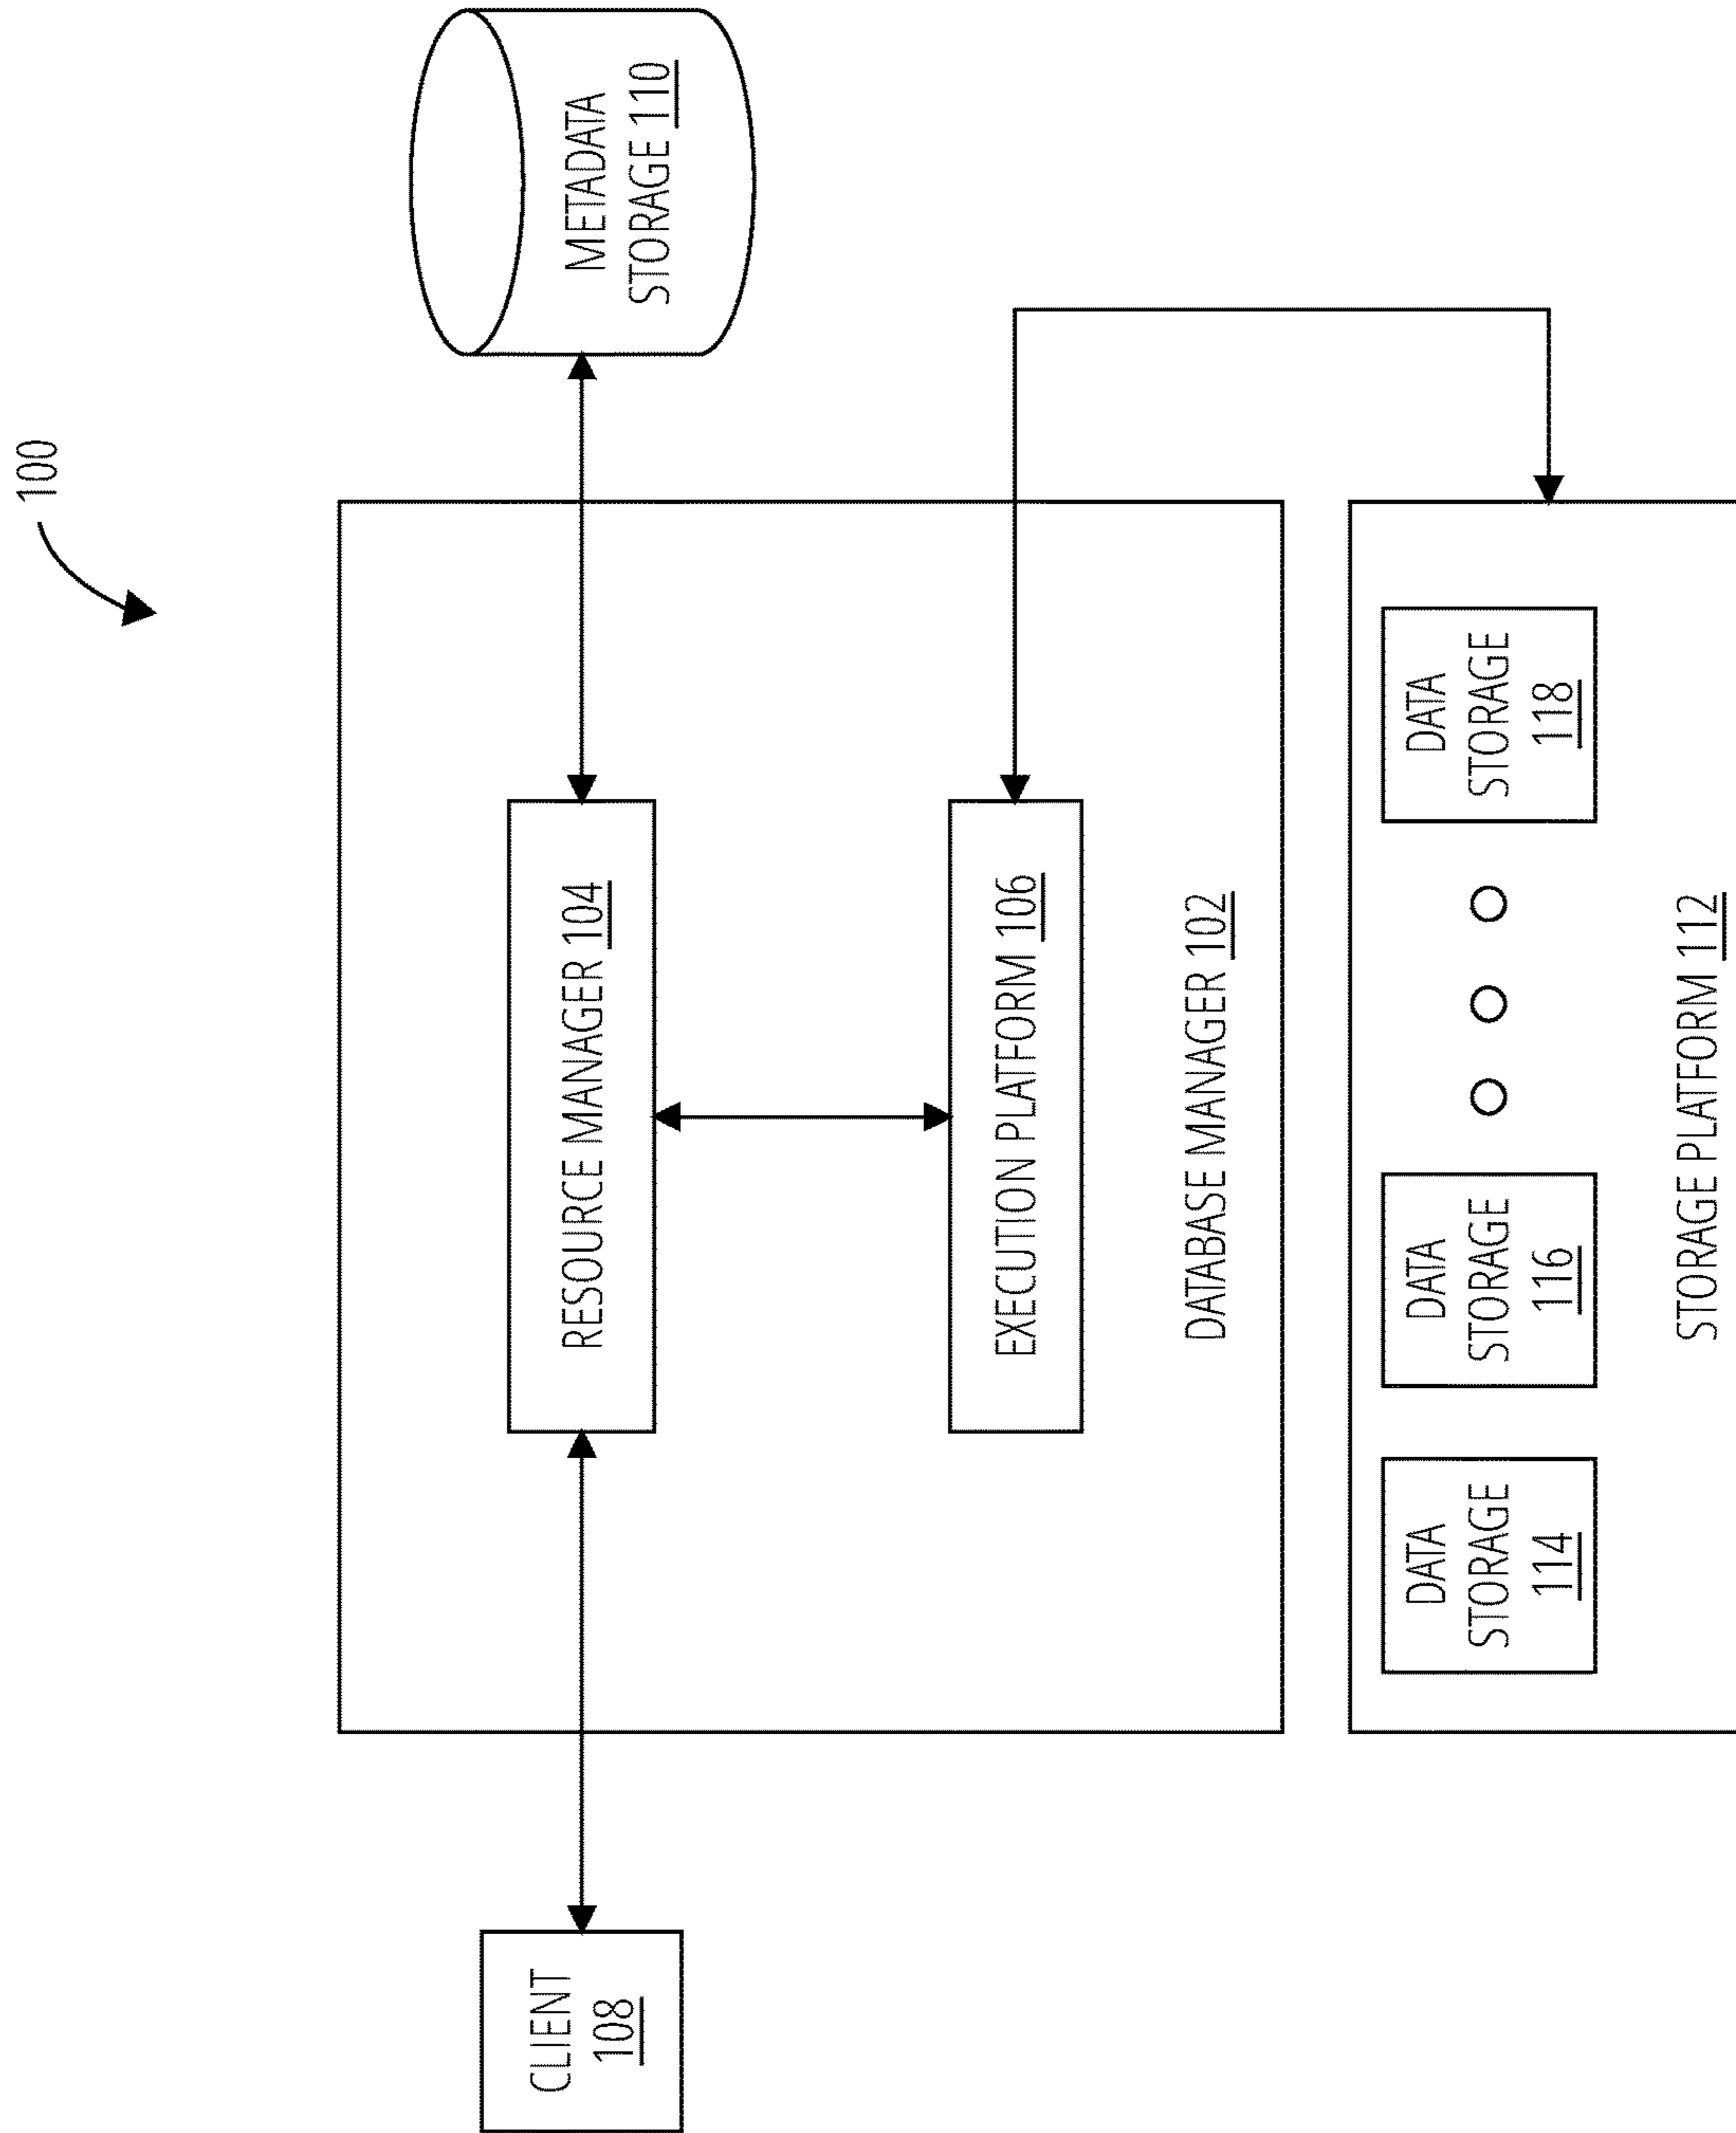 100
CLIENT
108
RESOURCE MANAGER 104
METADATA
STORAGE 110
EXECUTION PLATFORM 106
DATABASE MANAGER 102
DATA
STORAGE
114
DATA
STORAGE
116
DATA
STORAGE
118
STORAGE PLATFORM 112